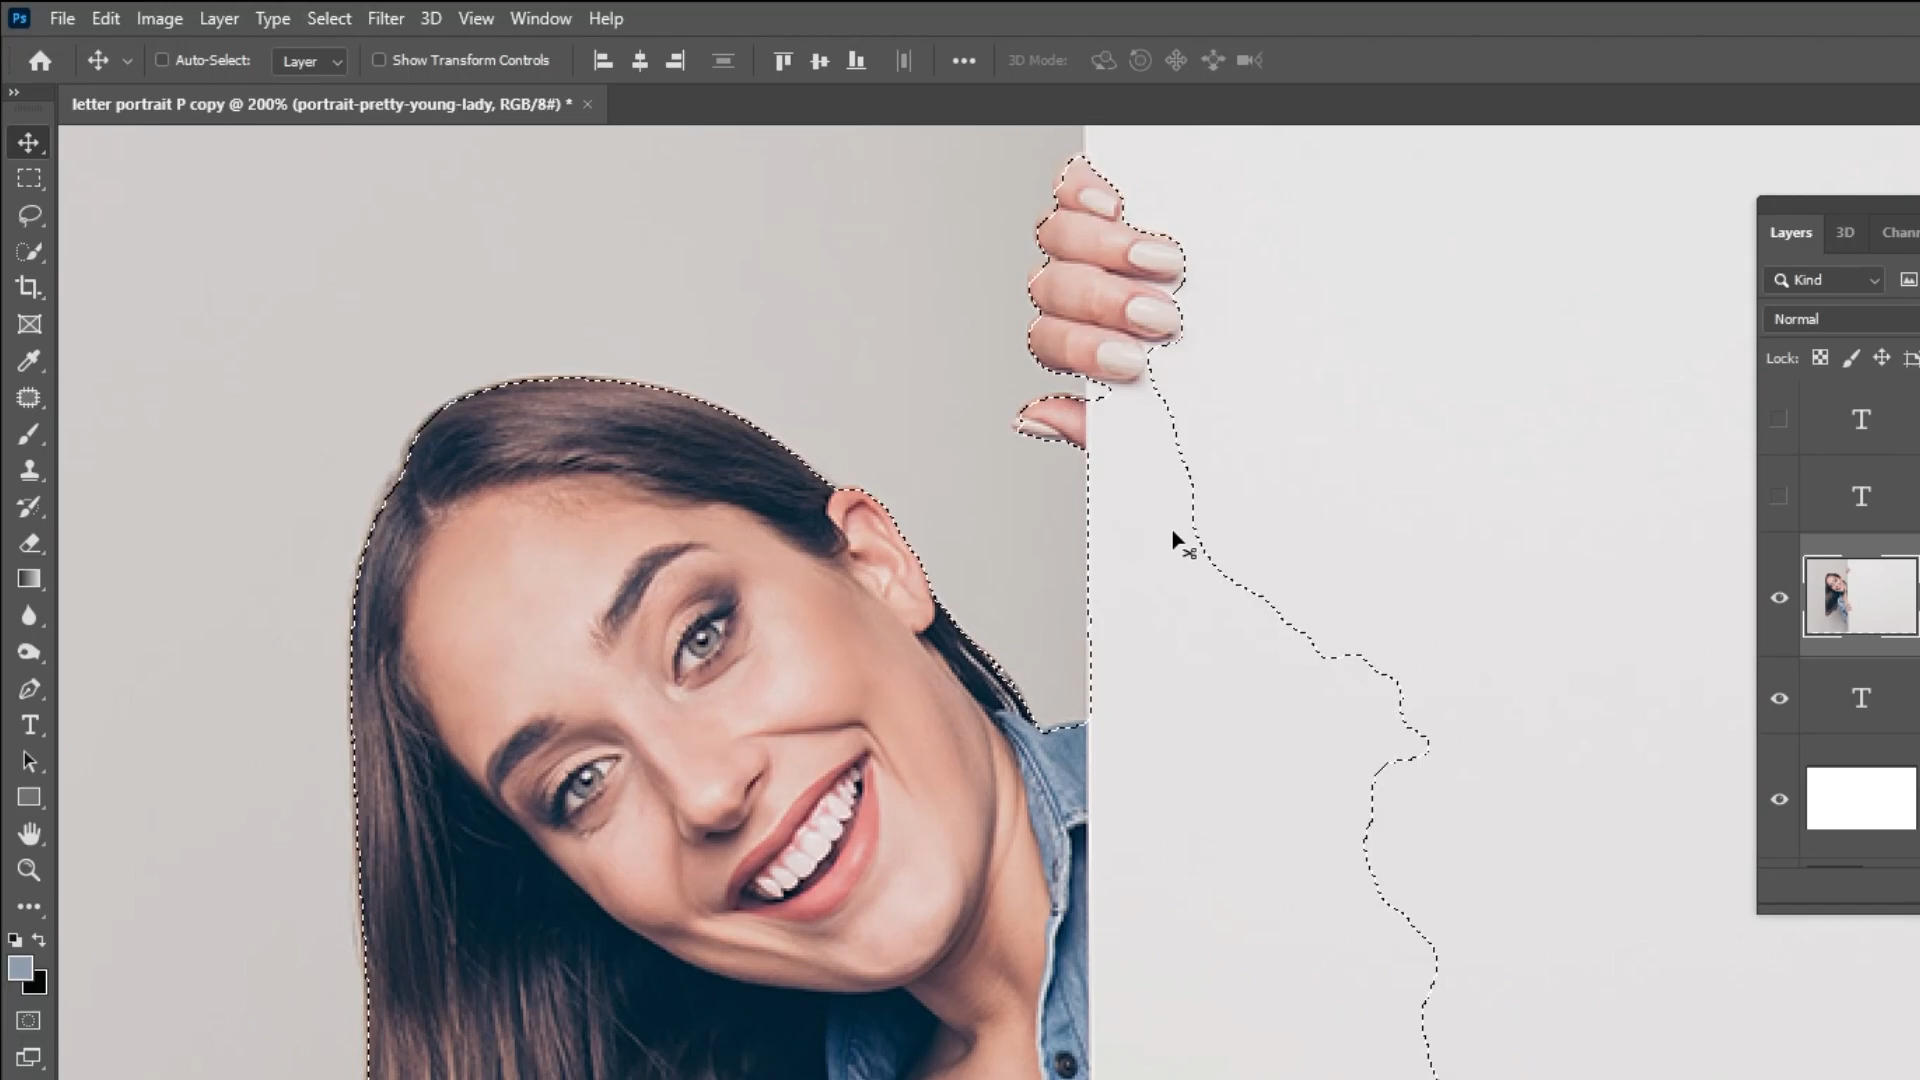 Ps File Edit Image Layer Type Select Filter 3D View Window Help
Auto-Select: Layer Show Transform Controls 3D Mode:
letter portrait P copy @ 200% (portrait-pretty-young-lady, RGB/8#) * ×
Layers 3D Chann
Kind
Normal
Lock:
T
T
T
T